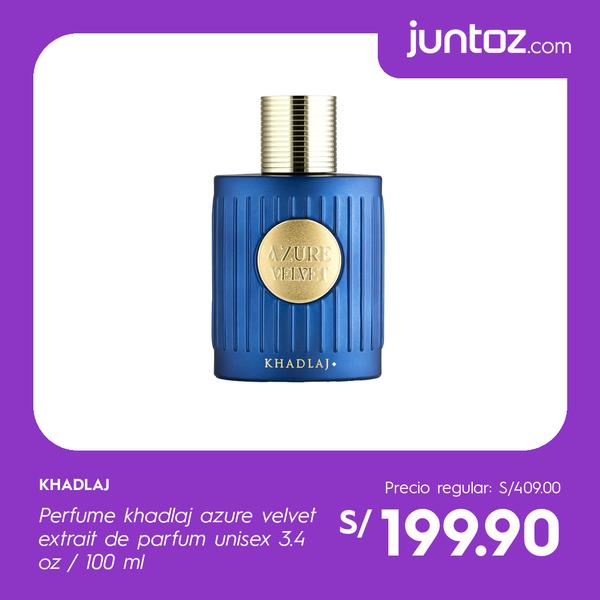 juntoz.com
AZURE
VELVET
KHADLAJ
KHADLAJ
Precio regular: S/409.00
Perfume khadlaj azure velvet
extrait de parfum unisex 3.4
oz / 100 ml
S/199.90